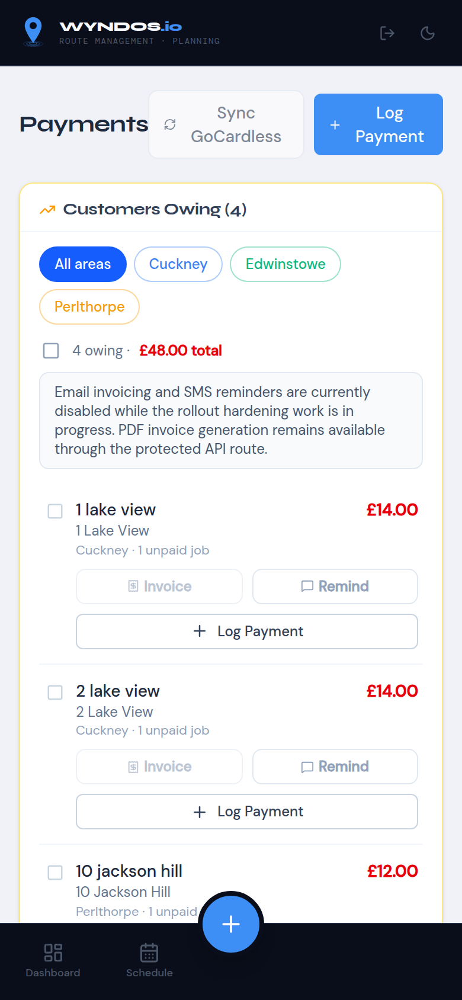 WYNDOS.io
ROUTE MANAGEMENT · PLANNING
Payments
Sync
GoCardless
Log
Payment
Customers Owing (4)
All areas
Cuckney
Edwinstowe
Perlthorpe
4 owing · £48.00 total
Email invoicing and SMS reminders are currently
disabled while the rollout hardening work is in
progress. PDF invoice generation remains available
through the protected API route.
1 lake view £14.00
1 Lake View
Cuckney · 1 unpaid job
Invoice Remind
Log Payment
2 lake view £14.00
2 Lake View
Cuckney · 1 unpaid job
Invoice Remind
Log Payment
10 jackson hill £12.00
10 Jackson Hill
Perlthorpe · 1 unpaid
Dashboard Schedule